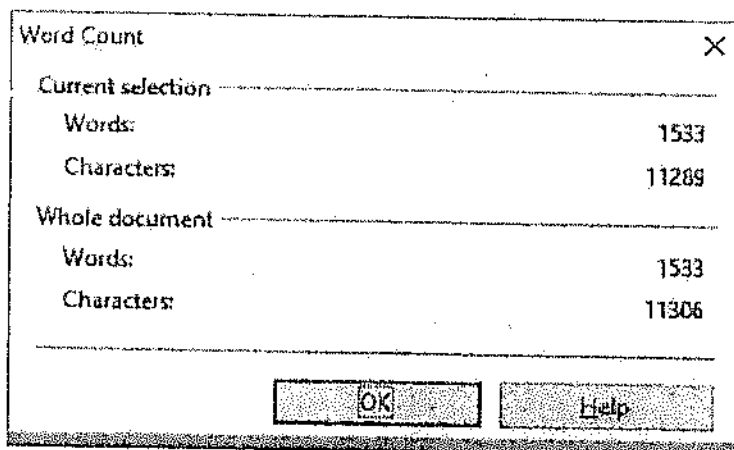 Word Count
Current selection
Words: 1533
Characters: 11289
Whole document
Words: 1533
Characters: 11306
OK Help